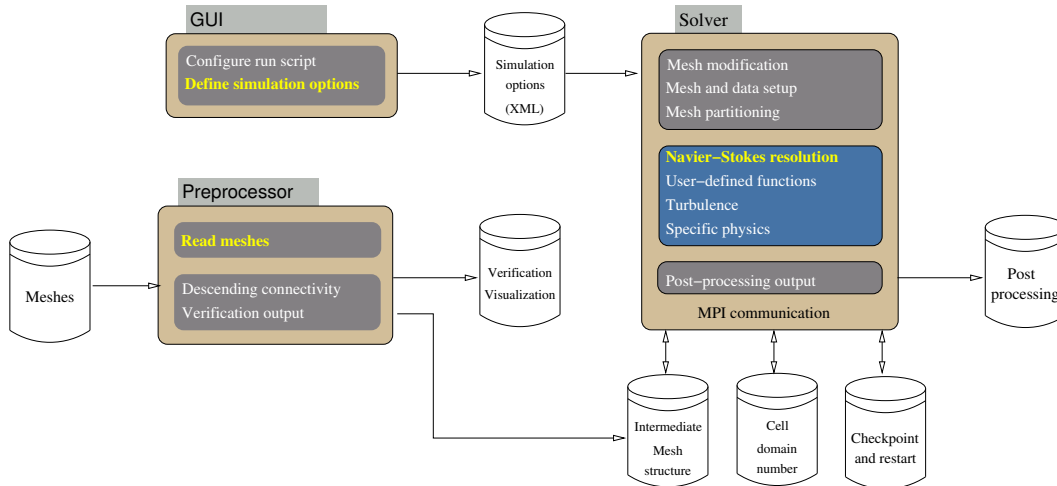 GUI
Configure run script
Define simulation options
Simulation
options
(XML)
Solver
Mesh modification
Mesh and data setup
Mesh partitioning
Navier−Stokes resolution
User−defined functions
Turbulence
Specific physics
Post−processing output
MPI communication
Preprocessor
Read meshes
Descending connectivity
Verification output
Meshes
Verification
Visualization
Post
processing
Intermediate
Mesh
structure
Cell
domain
number
Checkpoint
and restart